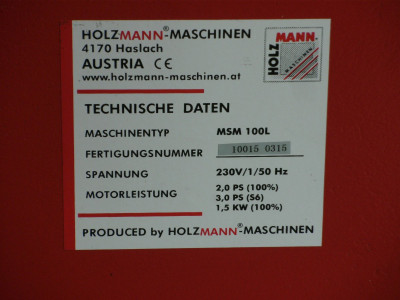 HOLZMANN®-MASCHINEN
4170 Haslach
AUSTRIA CE
www.holzmann-maschinen.at
HOLZ MANN®
MASCHINEN
TECHNISCHE DATEN
MASCHINENTYP MSM 100L
FERTIGUNGSNUMMER 10015 0315
SPANNUNG 230V/1/50 Hz
MOTORLEISTUNG 2,0 PS (100%)
3,0 PS (S6)
1,5 KW (100%)
PRODUCED by HOLZMANN-MASCHINEN